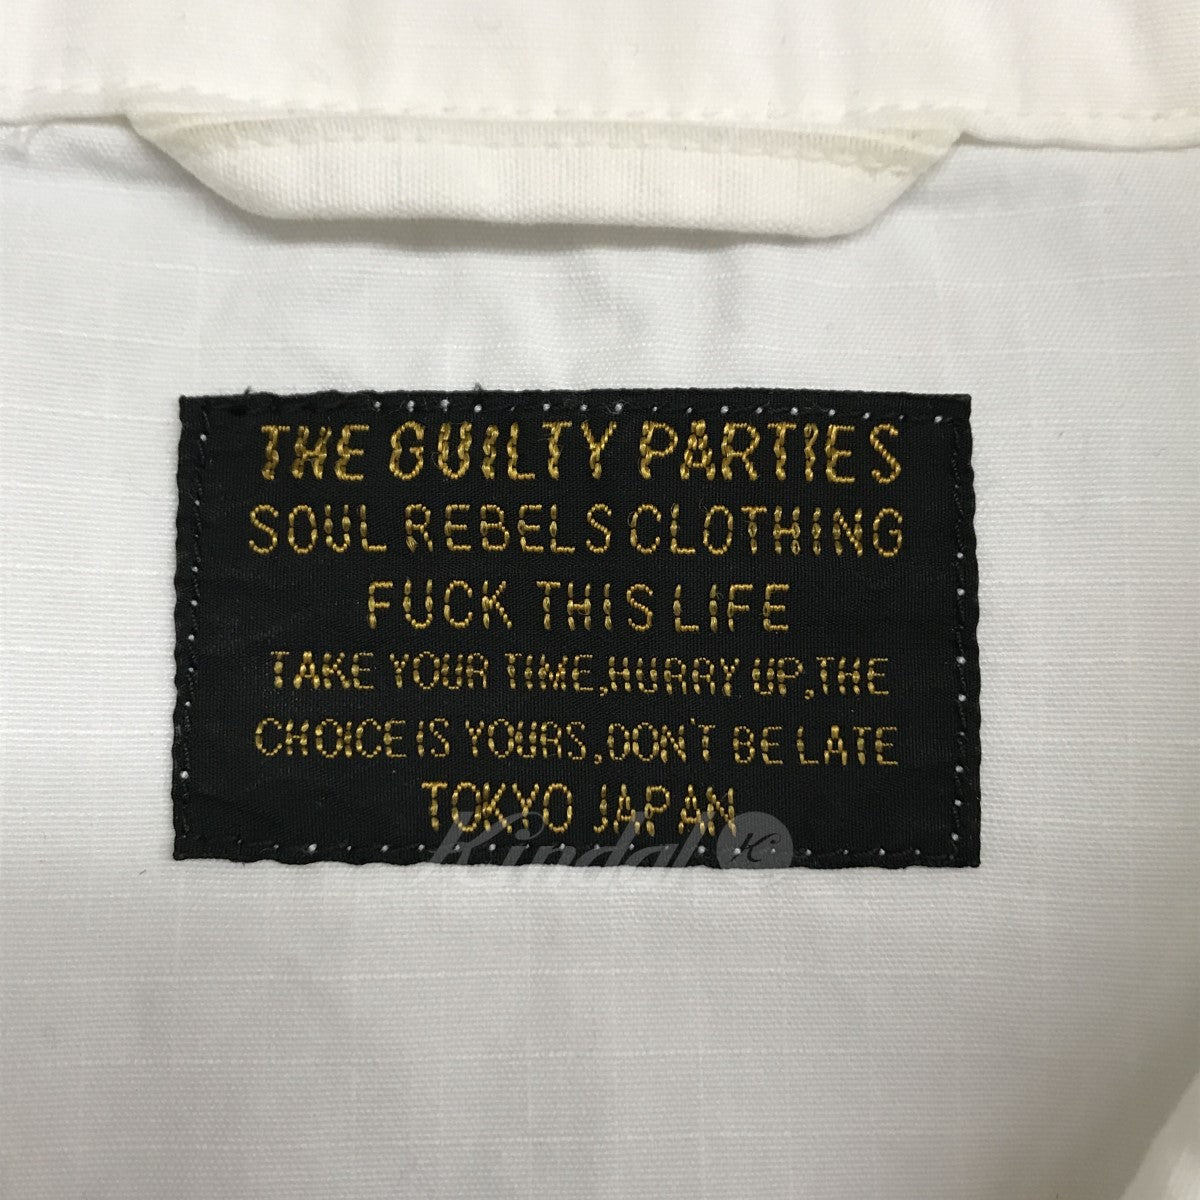 THE GUILTY PARTIES
SOUL REBELS CLOTHING
FUCK THIS LIFE
TAKE YOUR TIME,HURRY UP,THE
CHOICE IS YOURS,DON'T BE LATE
TOKYO JAPAN
Kindal